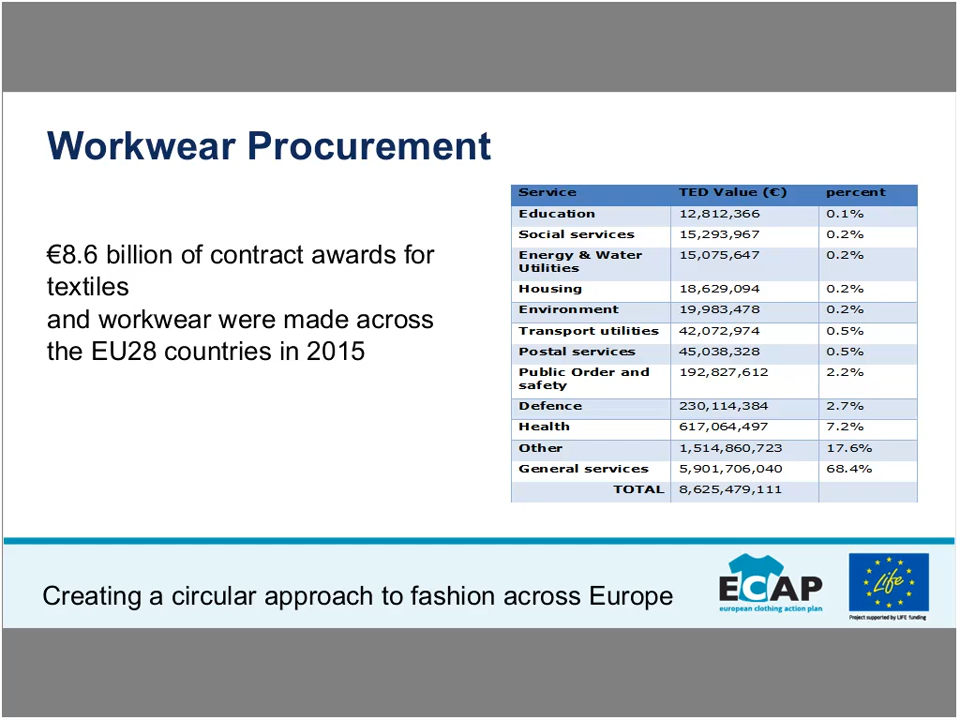 Workwear Procurement
€8.6 billion of contract awards for
textiles
and workwear were made across
the EU28 countries in 2015
Service TED Value (€) percent
Education 12,812,366 0.1%
Social services 15,293,967 0.2%
Energy & Water
Utilities 15,075,647 0.2%
Housing 18,629,094 0.2%
Environment 19,983,478 0.2%
Transport utilities 42,072,974 0.5%
Postal services 45,038,328 0.5%
Public Order and
safety 192,827,612 2.2%
Defence 230,114,384 2.7%
Health 617,064,497 7.2%
Other 1,514,860,723 17.6%
General services 5,901,706,040 68.4%
TOTAL 8,625,479,111
Creating a circular approach to fashion across Europe
ECAP
european clothing action plan
Life
Project supported by LIFE funding